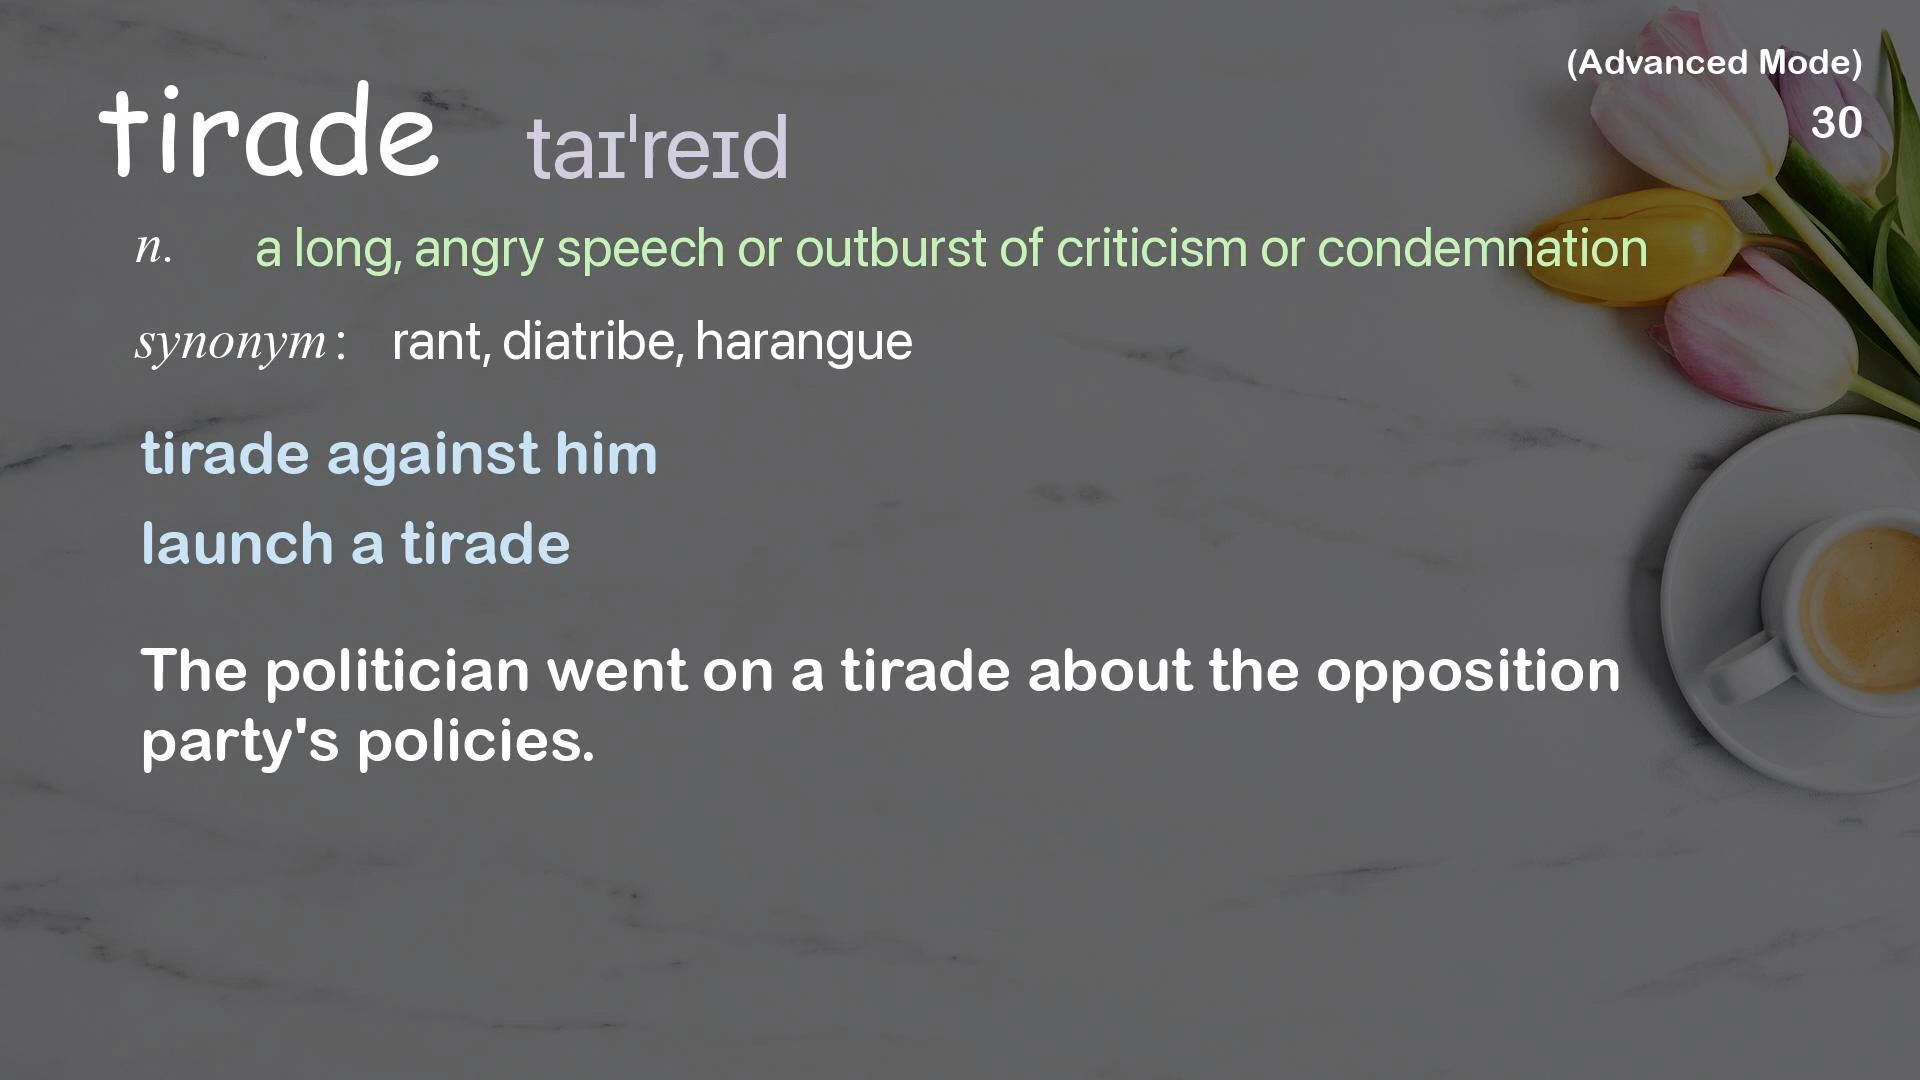 (Advanced Mode)
30
tirade taɪˈreɪd
n. a long, angry speech or outburst of criticism or condemnation
synonym: rant, diatribe, harangue
tirade against him
launch a tirade
The politician went on a tirade about the opposition
party's policies.